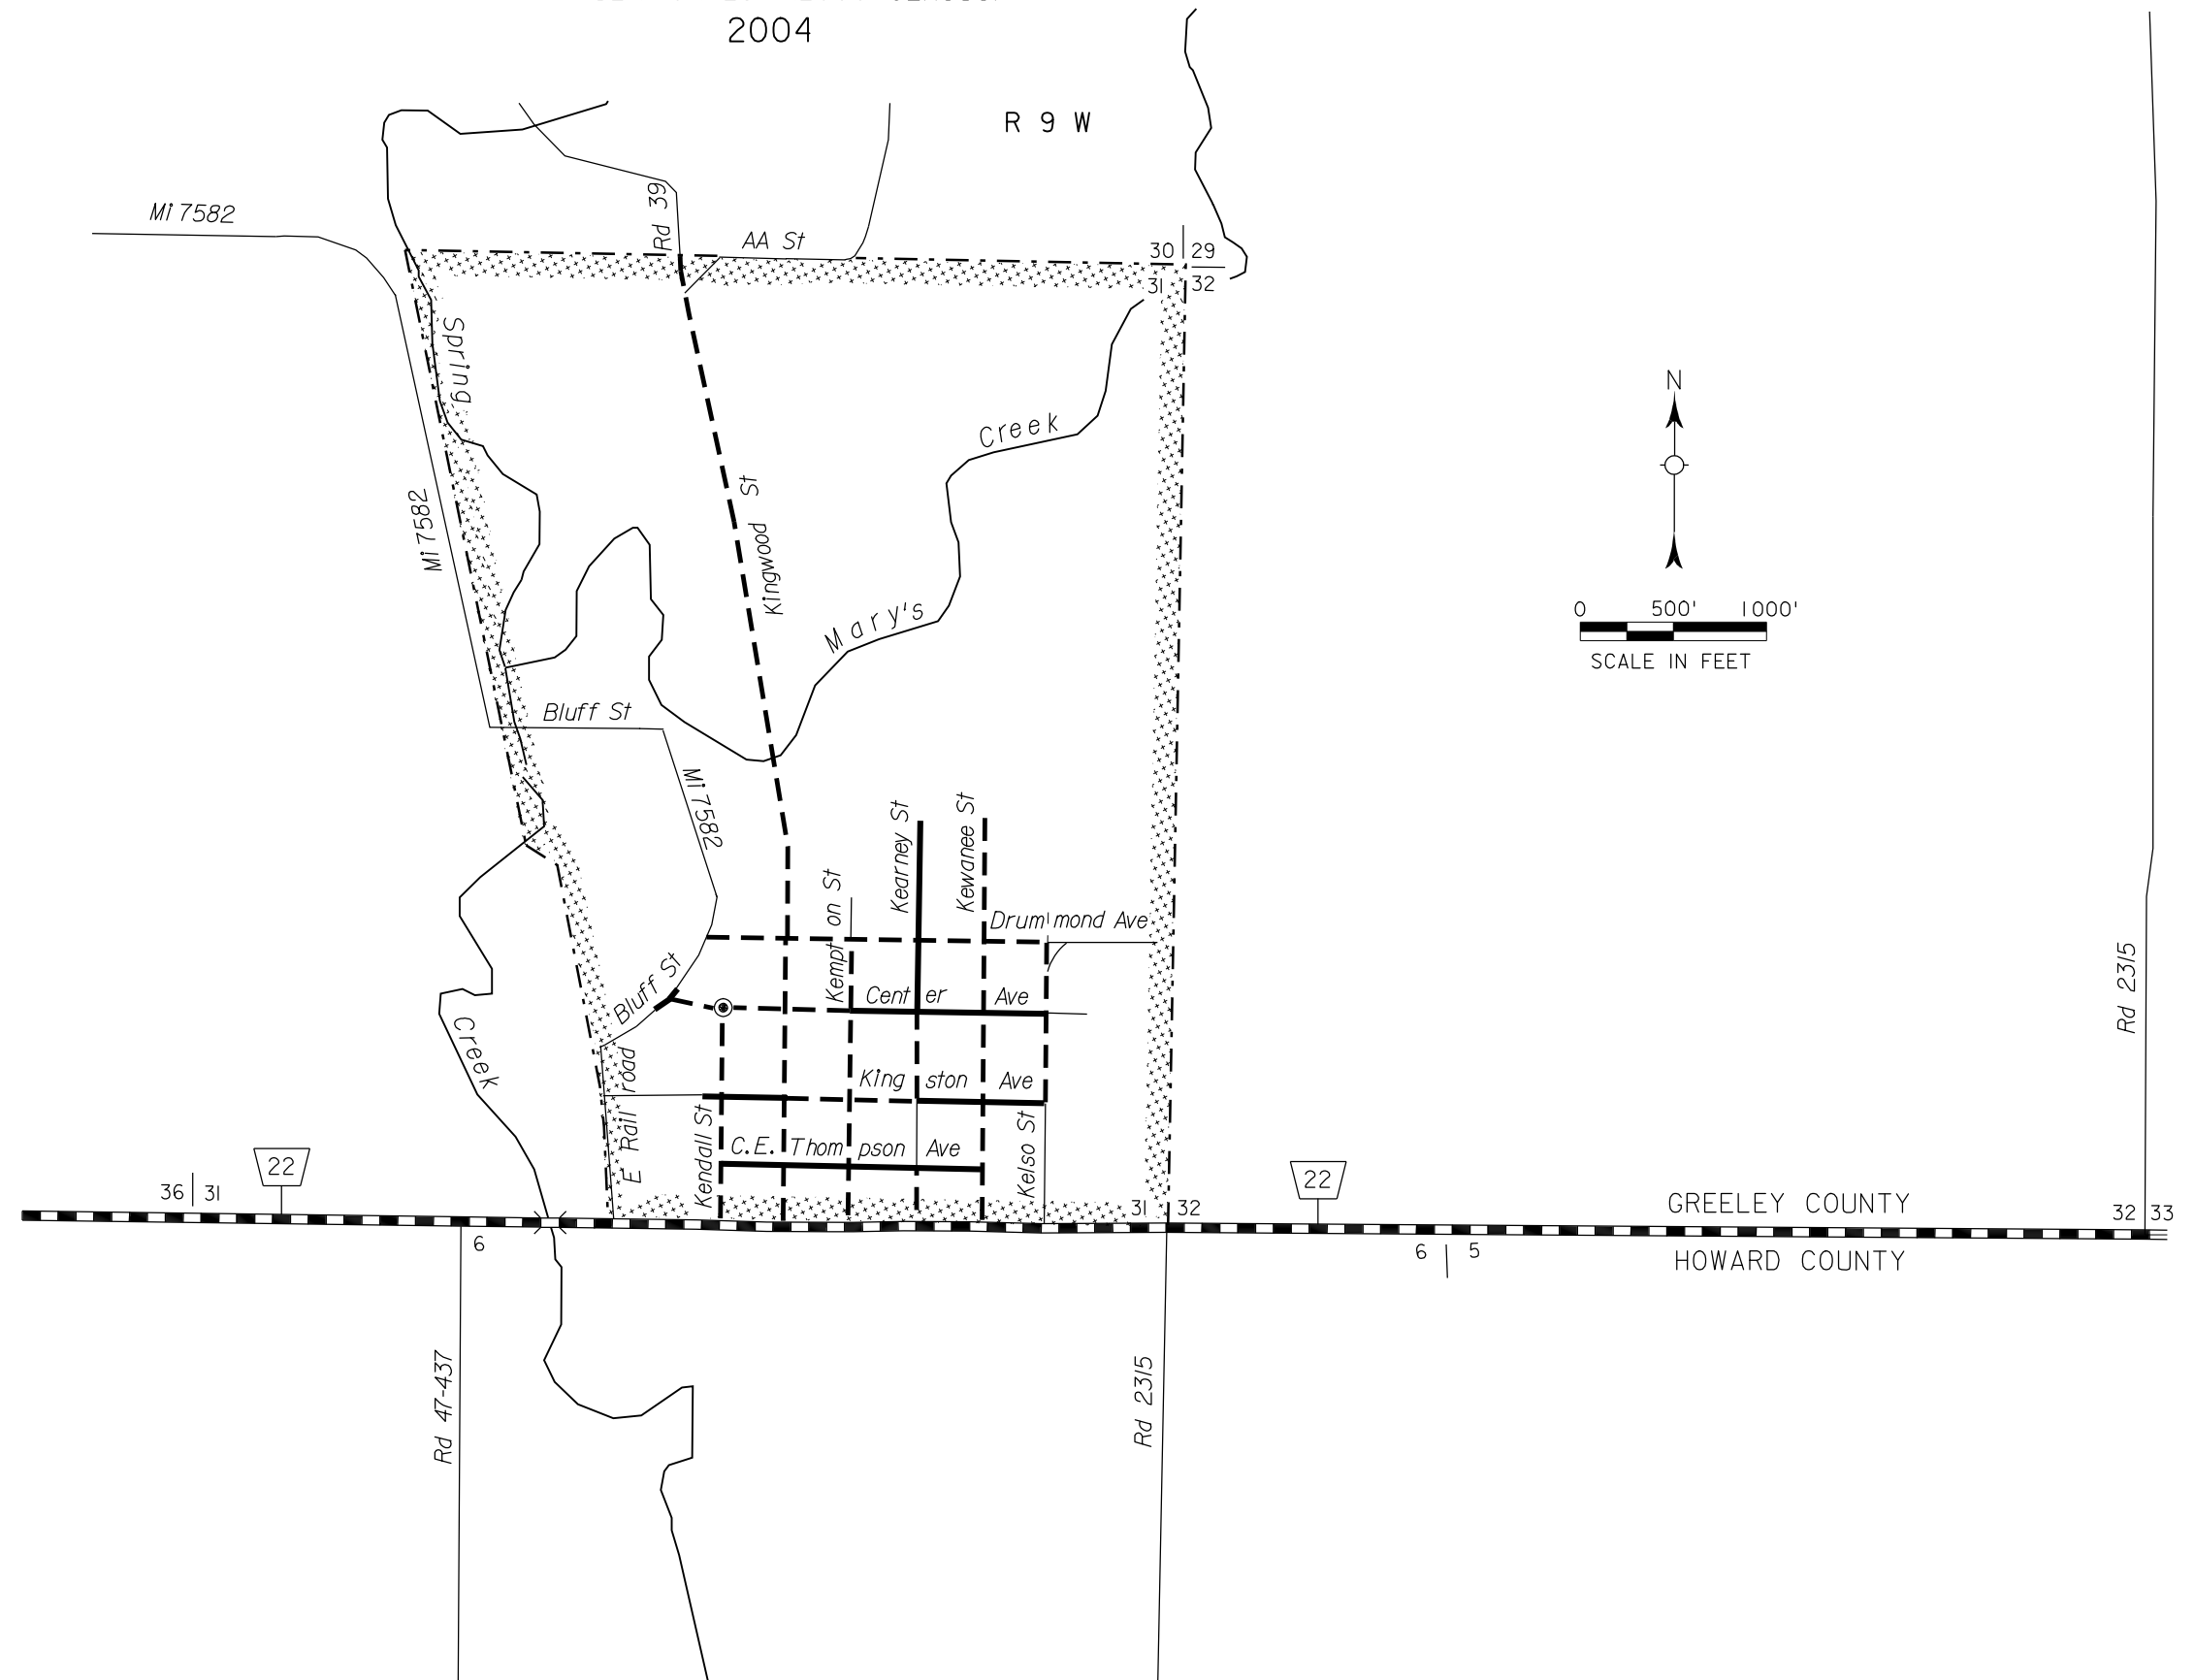 2004
R 9 W
Mi 7582
Rd 39
AA St
30 29
31 32
Spring
N
Creek
Mi 7582
Kingwood St
0 500' 1000'
SCALE IN FEET
Mary's
Bluff St
Mi 7582
Kearney St
Kewanee St
Kempton St
Drummond Ave
Bluff St
Center Ave
Rd 2315
Creek
E Railroad
Kingston Ave
Kendall St
C.E. Thompson Ave
Kelso St
22
22
36 31
31 32
GREELEY COUNTY
32 33
6
6 5
HOWARD COUNTY
Rd 47-437
Rd 2315